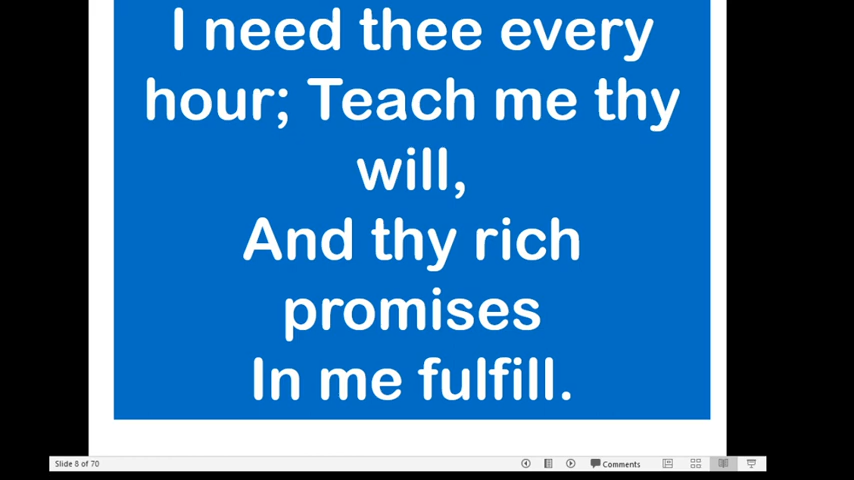 I need thee every
hour; Teach me thy
will,
And thy rich
promises
In me fulfill.
Slide 8 of 70
Comments